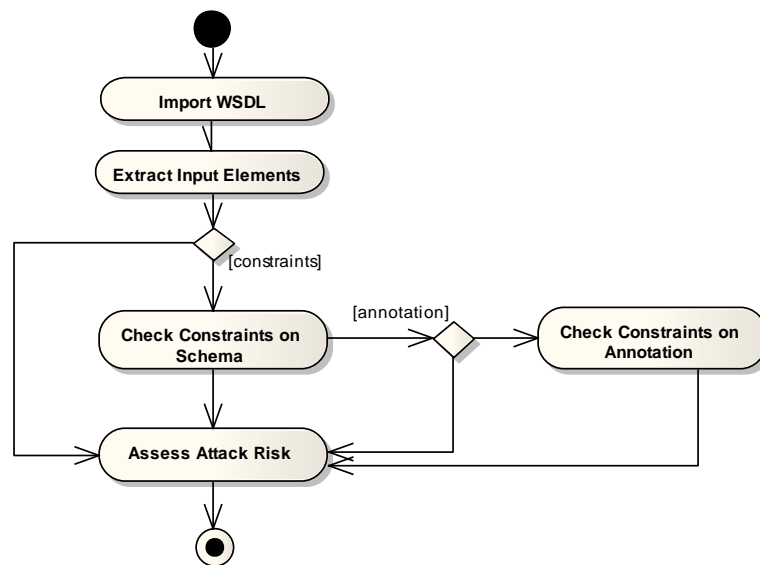 Import WSDL
Extract Input Elements
[constraints]
[annotation]
Check Constraints on
Schema
Check Constraints on
Annotation
Assess Attack Risk